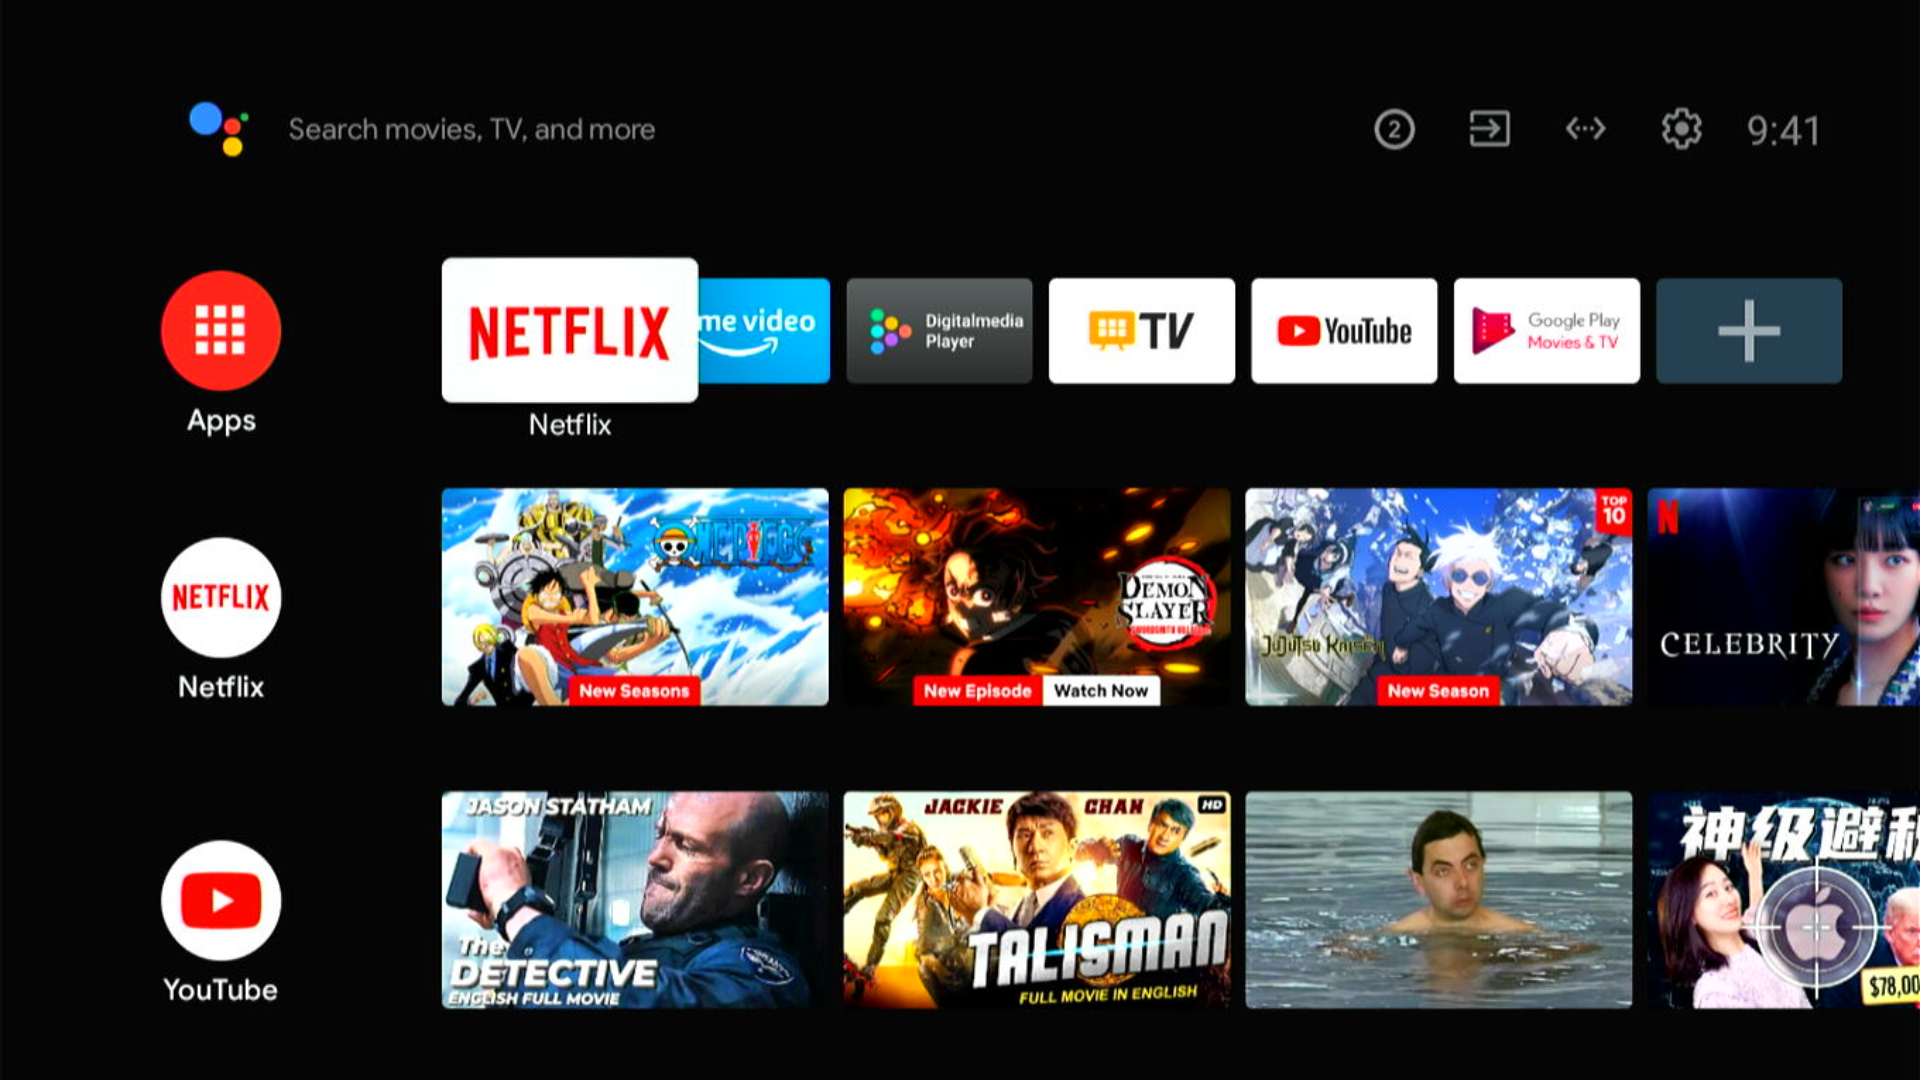 Search movies, TV, and more
2
9:41
NETFLIX
me video
Digitalmedia
Player
TV
YouTube
Google Play
Movies & TV
Apps
Netflix
ONE PIECE
New Seasons
DEMON
SLAYER
SWORDSMITH VILLAGE
New Episode
Watch Now
TOP
10
JUJUTSU KAISEN
New Season
N
CELEBRITY
NETFLIX
Netflix
JASON STATHAM
The
DETECTIVE
ENGLISH FULL MOVIE
JACKIE CHAN
HD
TALISMAN
FULL MOVIE IN ENGLISH
神级避
$78,00
YouTube